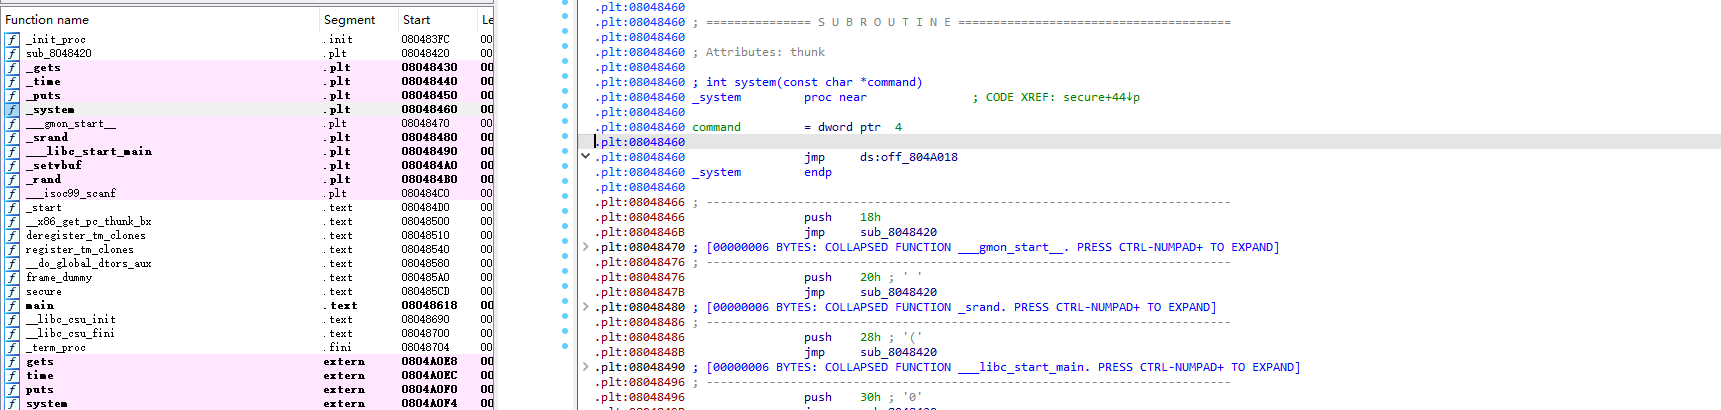 Function name Segment Start Le
f _init_proc .init 080483FC 00
f sub_8048420 .plt 08048420 00
f _gets .plt 08048430 00
f _time .plt 08048440 00
f _puts .plt 08048450 00
f _system .plt 08048460 00
f ___gmon_start__ .plt 08048470 00
f _srand .plt 08048480 00
f ___libc_start_main .plt 08048490 00
f _setvbuf .plt 080484A0 00
f _rand .plt 080484B0 00
f ___isoc99_scanf .plt 080484C0 00
f _start .text 080484D0 00
f __x86_get_pc_thunk_bx .text 08048500 00
f deregister_tm_clones .text 08048510 00
f register_tm_clones .text 08048540 00
f __do_global_dtors_aux .text 08048580 00
f frame_dummy .text 080485A0 00
f secure .text 080485CD 00
f main .text 08048618 00
f __libc_csu_init .text 08048690 00
f __libc_csu_fini .text 08048700 00
f _term_proc .fini 08048704 00
f gets extern 0804A0E8 00
f time extern 0804A0EC 00
f puts extern 0804A0F0 00
f system extern 0804A0F4 00
.plt:08048460
.plt:08048460 ; =============== S U B R O U T I N E =======================================
.plt:08048460
.plt:08048460 ; Attributes: thunk
.plt:08048460
.plt:08048460 ; int system(const char *command)
.plt:08048460 _system proc near ; CODE XREF: secure+44↓p
.plt:08048460
.plt:08048460 command = dword ptr 4
.plt:08048460
.plt:08048460 jmp ds:off_804A018
.plt:08048460 _system endp
.plt:08048460
.plt:08048466 ; ---------------------------------------------------------------------------
.plt:08048466 push 18h
.plt:0804846B jmp sub_8048420
.plt:08048470 ; [00000006 BYTES: COLLAPSED FUNCTION ___gmon_start__. PRESS CTRL-NUMPAD+ TO EXPAND]
.plt:08048476 ; ---------------------------------------------------------------------------
.plt:08048476 push 20h ; ' '
.plt:0804847B jmp sub_8048420
.plt:08048480 ; [00000006 BYTES: COLLAPSED FUNCTION _srand. PRESS CTRL-NUMPAD+ TO EXPAND]
.plt:08048486 ; ---------------------------------------------------------------------------
.plt:08048486 push 28h ; '('
.plt:0804848B jmp sub_8048420
.plt:08048490 ; [00000006 BYTES: COLLAPSED FUNCTION ___libc_start_main. PRESS CTRL-NUMPAD+ TO EXPAND]
.plt:08048496 ; ---------------------------------------------------------------------------
.plt:08048496 push 30h ; '0'